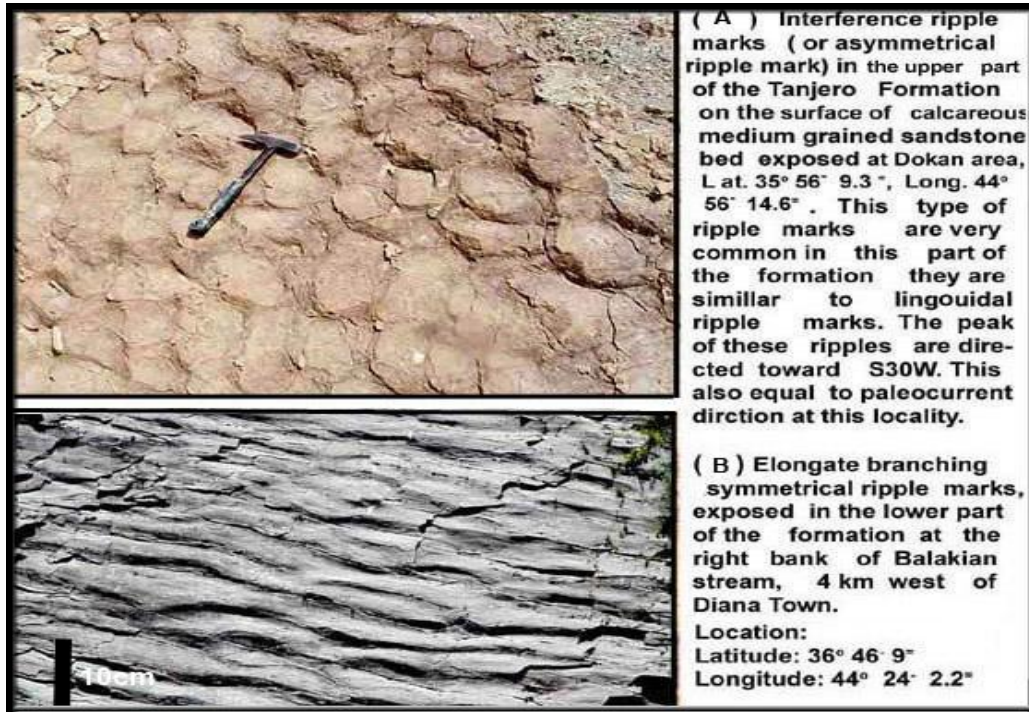 ( A ) Interference ripple
marks ( or asymmetrical
ripple mark) in the upper part
of the Tanjero Formation
on the surface of calcareous
medium grained sandstone
bed exposed at Dokan area,
Lat. 35° 56' 9.3 ", Long. 44°
56' 14.6" . This type of
ripple marks are very
common in this part of
the formation they are
simillar to lingouidal
ripple marks. The peak
of these ripples are dire-
cted toward S30W. This
also equal to paleocurrent
dirction at this locality.
( B ) Elongate branching
symmetrical ripple marks,
exposed in the lower part
of the formation at the
right bank of Balakian
stream, 4 km west of
Diana Town.
Location:
Latitude: 36° 46' 9"
Longitude: 44° 24' 2.2"
10cm